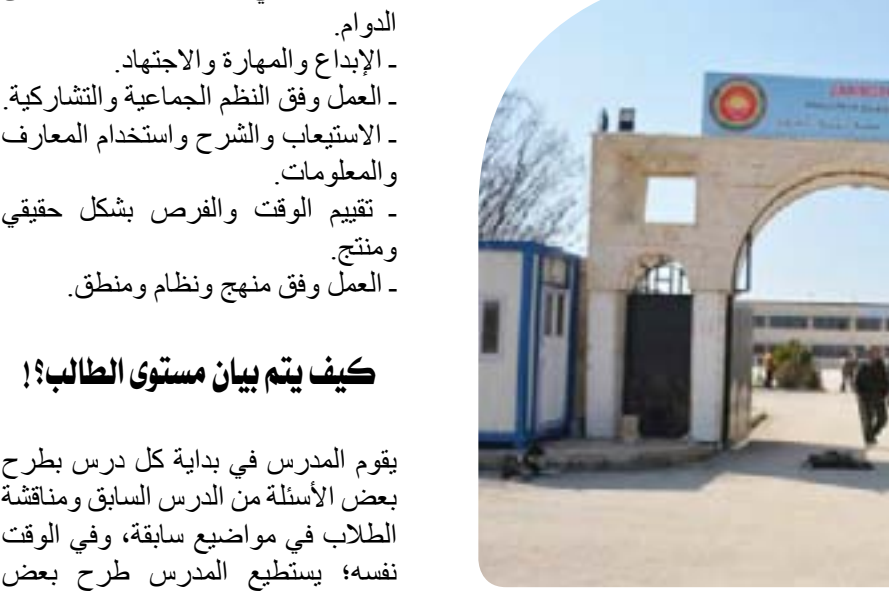 الدوام.
ـ الإبداع والمهارة والاجتهاد.
ـ العمل وفق النظم الجماعية والتشاركية.
ـ الاستيعاب والشرح واستخدام المعارف
والمعلومات.
ـ تقييم الوقت والفرص بشكل حقيقي
ومنتج.
ـ العمل وفق منهج ونظام ومنطق.
كيف يتم بيان مستوى الطالب؟!
يقوم المدرس في بداية كل درس بطرح
بعض الأسئلة من الدرس السابق ومناقشة
الطلاب في مواضيع سابقة، وفي الوقت
نفسه؛ يستطيع المدرس طرح بعض